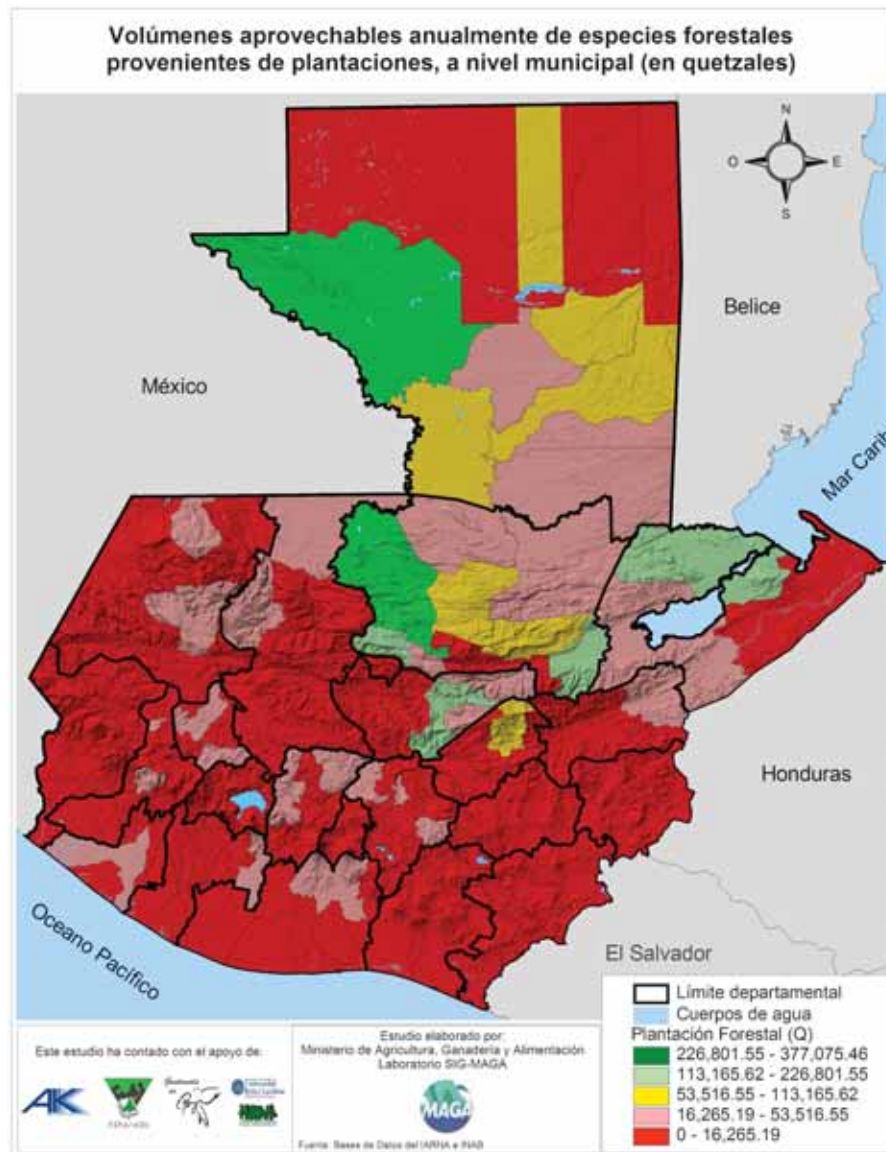 Volúmenes aprovechables anualmente de especies forestales
provenientes de plantaciones, a nivel municipal (en quetzales)
N
O
E
S
Belice
México
Mar Carib
Honduras
Oceano Pacífico
El Salvador
Límite departamental
Cuerpos de agua
Plantación Forestal (Q)
226,801.55 - 377,075.46
113,165.62 - 226,801.55
53,516.55 - 113,165.62
16,265.19 - 53,516.55
0 - 16,265.19
Este estudio ha contado con el apoyo de:
Estudio elaborado por:
Ministerio de Agricultura, Ganadería y Alimentación
Laboratorio SIG-MAGA
MAGA
Fuente: Bases de Datos del IARNA e INAB